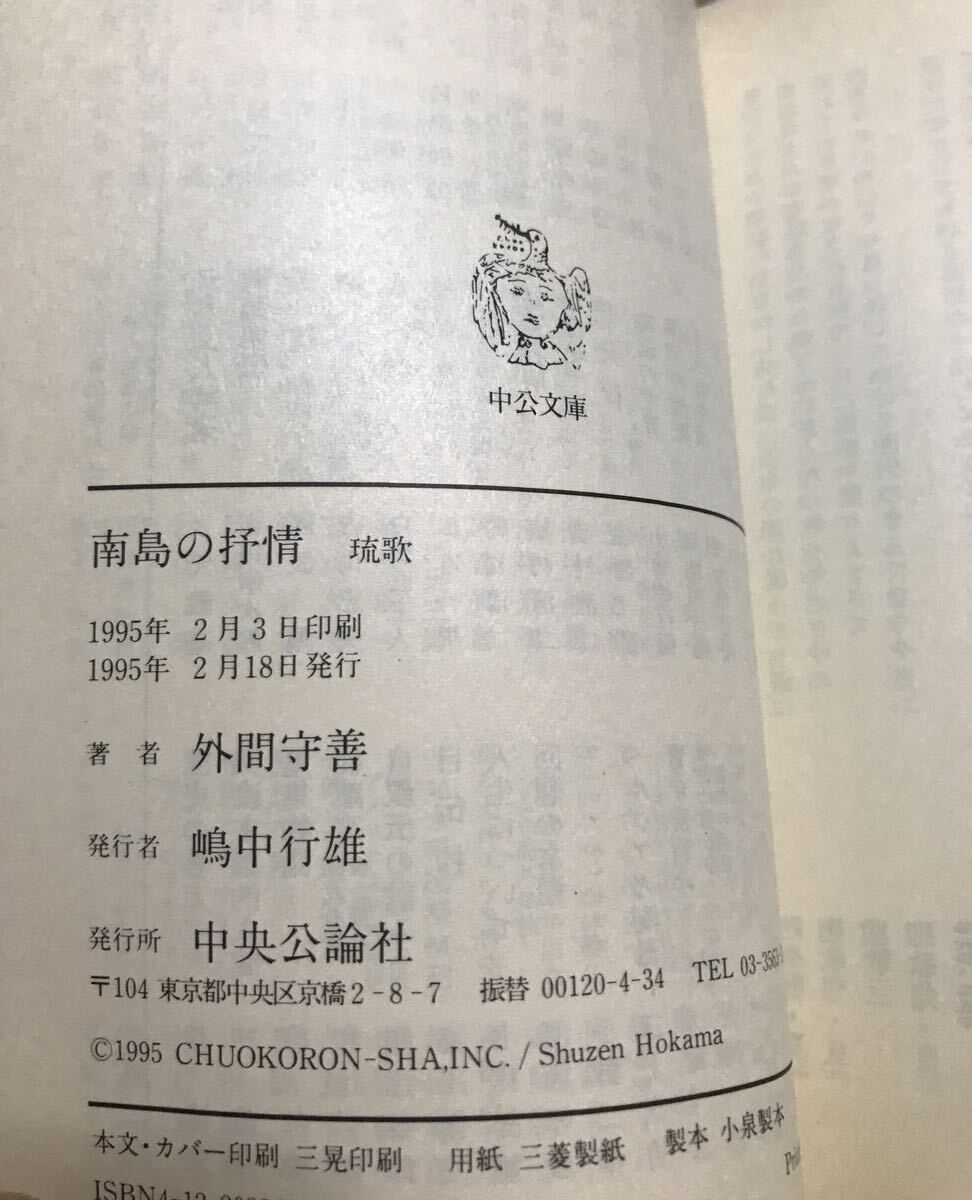 中公文庫
南島の抒情 琉歌
1995年 2月3日印刷
1995年 2月18日発行
著者 外間守善
発行者 嶋中行雄
発行所 中央公論社
〒104 東京都中央区京橋2-8-7 振替 00120-4-34 TEL 03-3563-
©1995 CHUOKORON-SHA,INC. / Shuzen Hokama
本文・カバー印刷 三晃印刷 用紙 三菱製紙 製本 小泉製本
ISBN4-12-